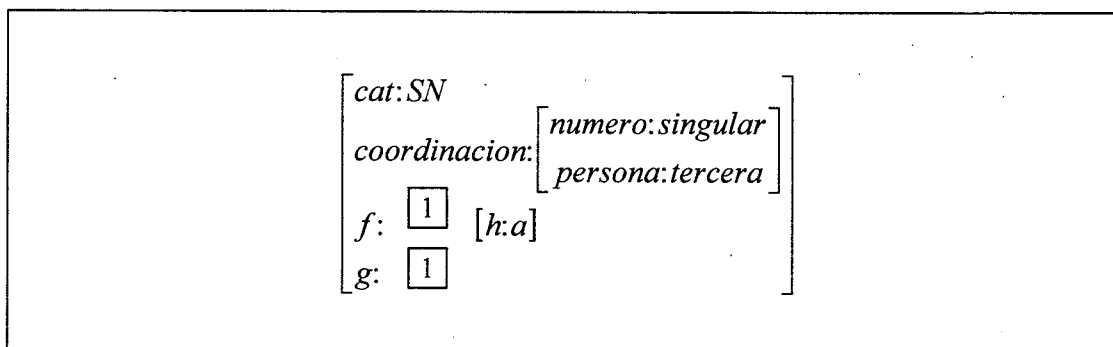 cat:SN
numero:singular
coordinacion:
persona:tercera
f: 1 [h:a]
g: 1